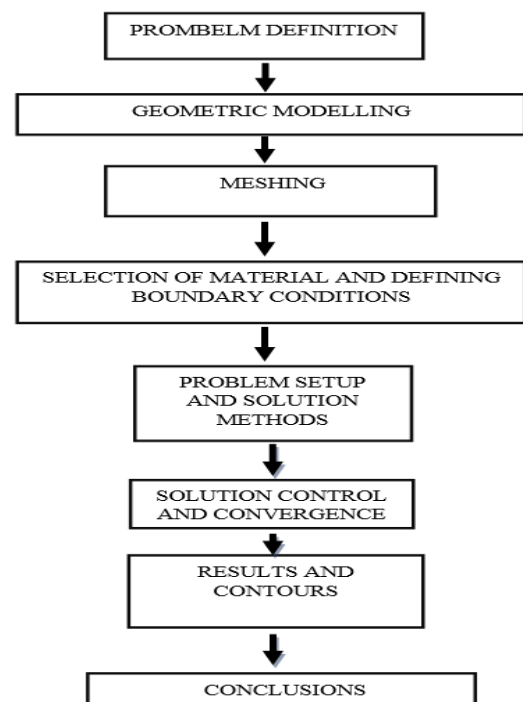 PROMBELM DEFINITION
GEOMETRIC MODELLING
MESHING
SELECTION OF MATERIAL AND DEFINING
BOUNDARY CONDITIONS
PROBLEM SETUP
AND SOLUTION
METHODS
SOLUTION CONTROL
AND CONVERGENCE
RESULTS AND
CONTOURS
CONCLUSIONS